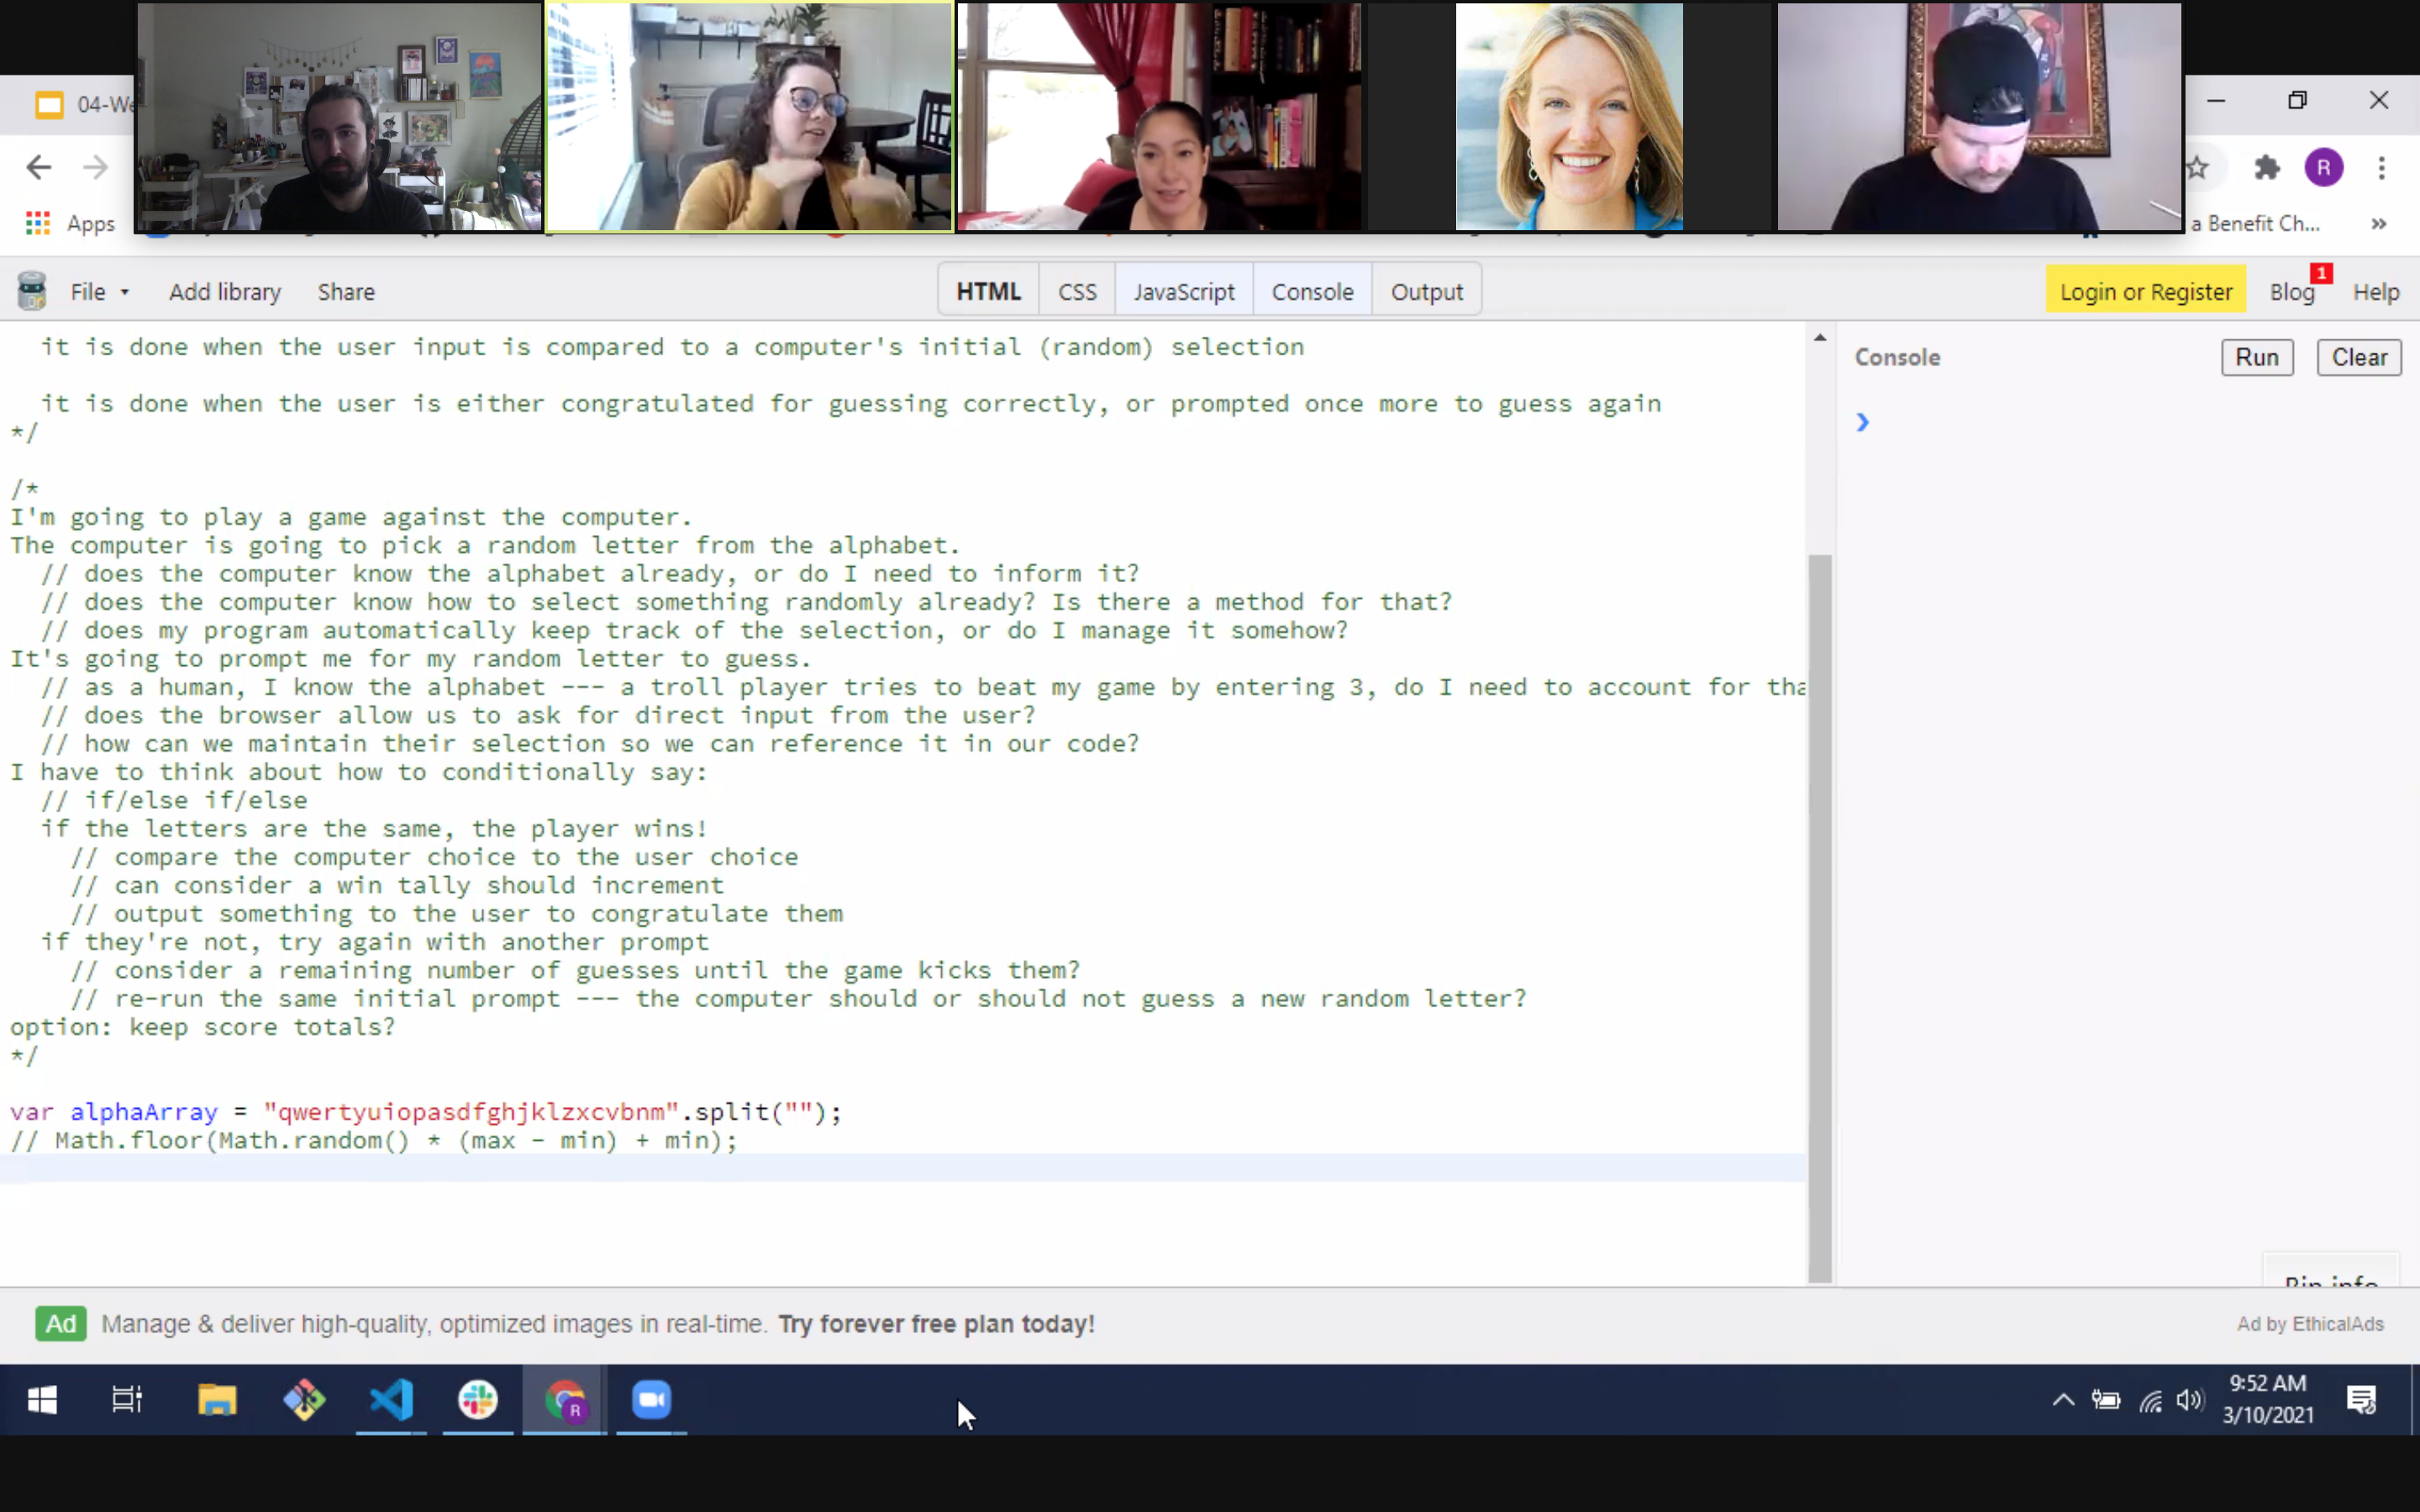 04-We
Apps
a Benefit Ch...
»
R
File
Add library
Share
HTML
CSS
JavaScript
Console
Output
Login or Register
Blog
1
Help
it is done when the user input is compared to a computer's initial (random) selection
it is done when the user is either congratulated for guessing correctly, or prompted once more to guess again
*/
/*
I'm going to play a game against the computer.
The computer is going to pick a random letter from the alphabet.
// does the computer know the alphabet already, or do I need to inform it?
// does the computer know how to select something randomly already? Is there a method for that?
// does my program automatically keep track of the selection, or do I manage it somehow?
It's going to prompt me for my random letter to guess.
// as a human, I know the alphabet --- a troll player tries to beat my game by entering 3, do I need to account for tha
// does the browser allow us to ask for direct input from the user?
// how can we maintain their selection so we can reference it in our code?
I have to think about how to conditionally say:
// if/else if/else
if the letters are the same, the player wins!
// compare the computer choice to the user choice
// can consider a win tally should increment
// output something to the user to congratulate them
if they're not, try again with another prompt
// consider a remaining number of guesses until the game kicks them?
// re-run the same initial prompt --- the computer should or should not guess a new random letter?
option: keep score totals?
*/
var alphaArray = "qwertyuiopasdfghjklzxcvbnm".split("");
// Math.floor(Math.random() * (max - min) + min);
Console
Run
Clear
Bin info
Ad
Manage & deliver high-quality, optimized images in real-time. Try forever free plan today!
Ad by EthicalAds
R
9:52 AM
3/10/2021